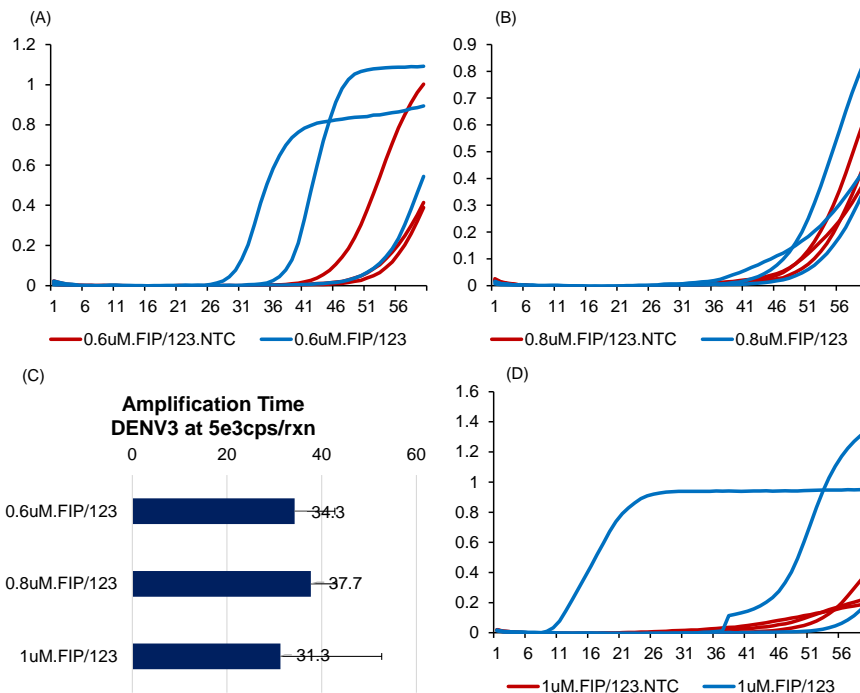 (A)
1.2
1
0.8
0.6
0.4
0.2
0
1 6 11 16 21 26 31 36 41 46 51 56
0.6uM.FIP/123.NTC 0.6uM.FIP/123
(B)
0.9
0.8
0.7
0.6
0.5
0.4
0.3
0.2
0.1
0
1 6 11 16 21 26 31 36 41 46 51 56
0.8uM.FIP/123.NTC 0.8uM.FIP/123
(C)
Amplification Time
DENV3 at 5e3cps/rxn
0 20 40 60
0.6uM.FIP/123 34.3
0.8uM.FIP/123 37.7
1uM.FIP/123 31.3
(D)
1.6
1.4
1.2
1
0.8
0.6
0.4
0.2
0
1 6 11 16 21 26 31 36 41 46 51 56
1uM.FIP/123.NTC 1uM.FIP/123